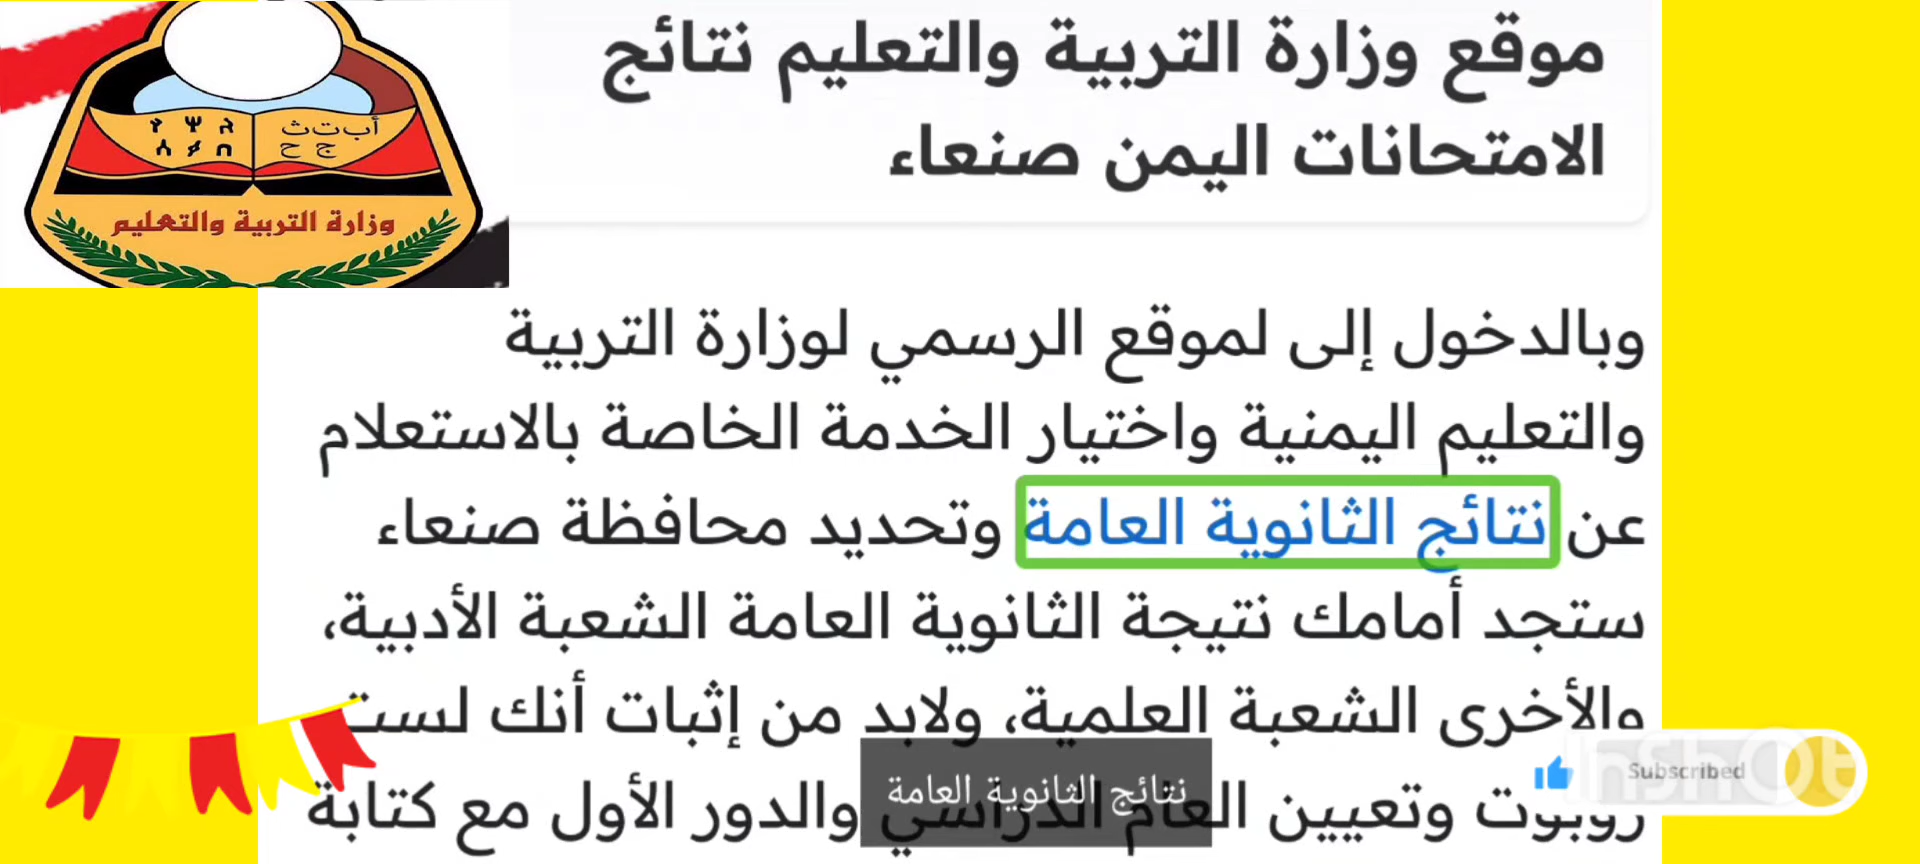 موقع وزارة التربية والتعليم نتائج
الامتحانات اليمن صنعاء
أ ب ت ث
ج ح
وزارة التربية والتعليم
وبالدخول إلى لموقع الرسمي لوزارة التربية
والتعليم اليمنية واختيار الخدمة الخاصة بالاستعلام
عن نتائج الثانوية العامة وتحديد محافظة صنعاء
ستجد أمامك نتيجة الثانوية العامة الشعبة الأدبية،
والأخرى الشعبة العلمية، ولابد من إثبات أنك لست
روبوت وتعيين العام الدراسي والدور الأول مع كتابة
نتائج الثانوية العامة
Subscribed
InShOt